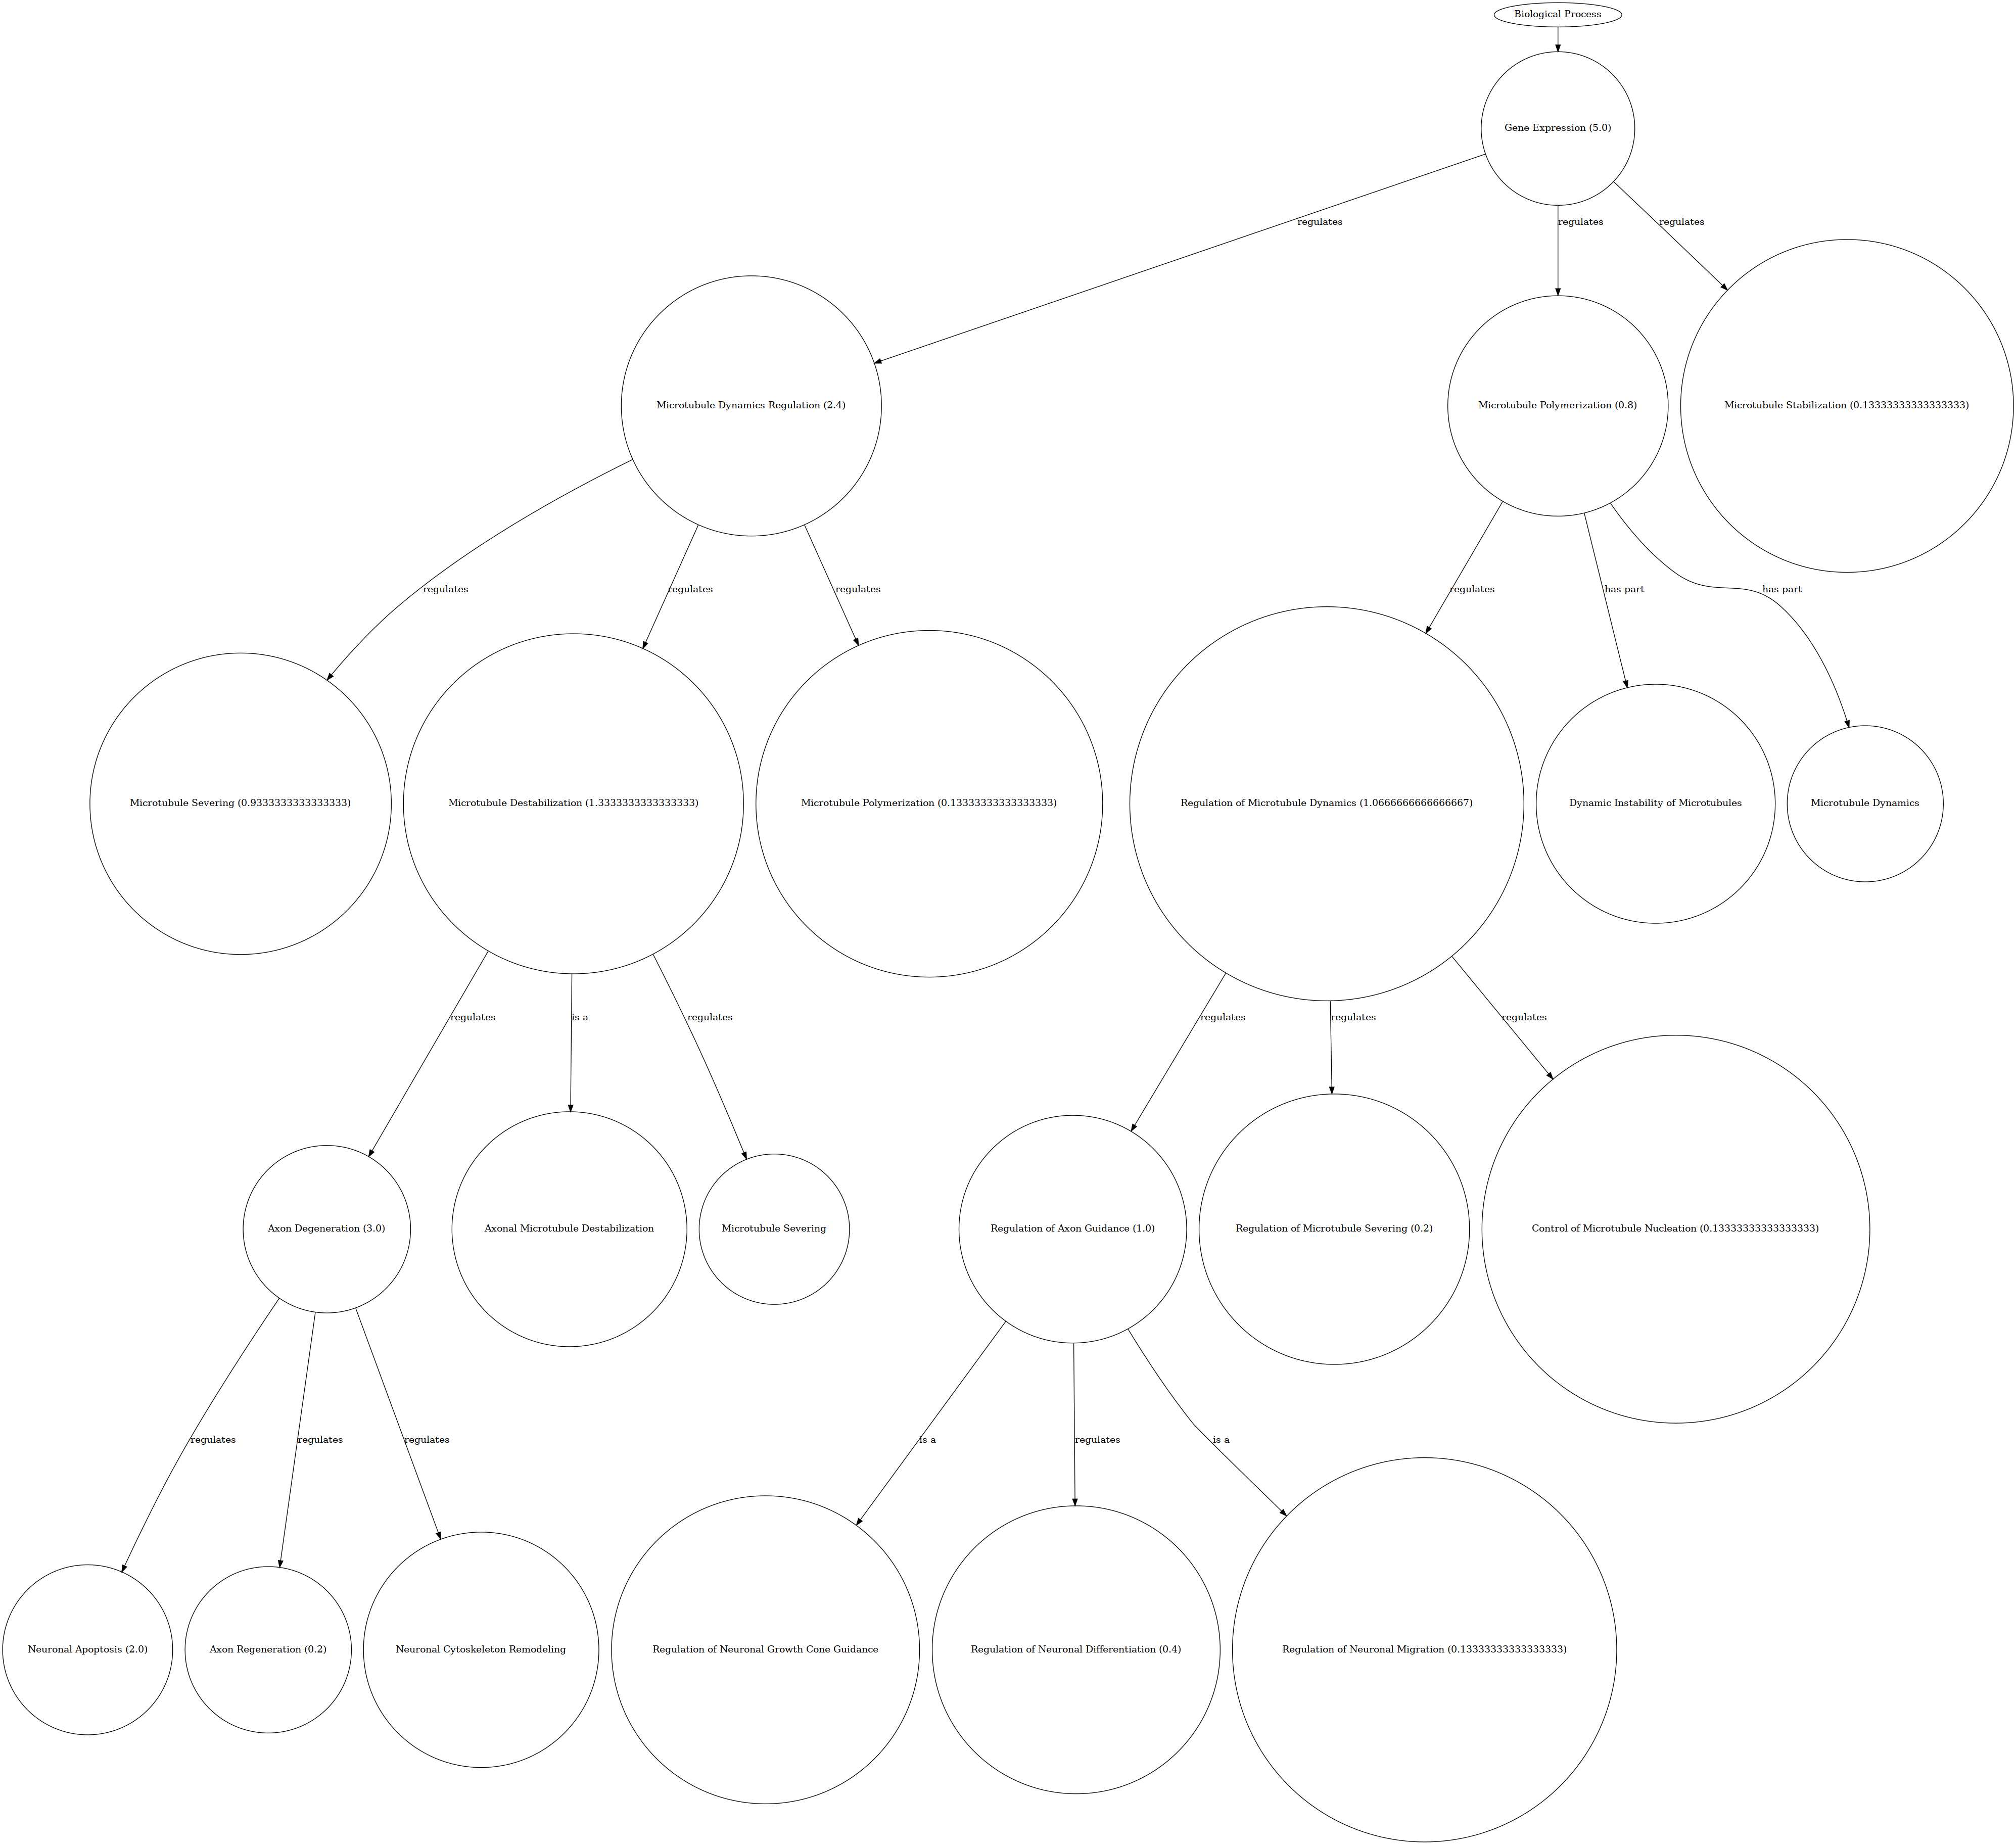 Biological Process
Gene Expression (5.0)
regulates
regulates
regulates
Microtubule Dynamics Regulation (2.4)
Microtubule Polymerization (0.8)
Microtubule Stabilization (0.13333333333333333)
regulates
regulates
regulates
regulates
has part
has part
Microtubule Severing (0.9333333333333333)
Microtubule Destabilization (1.3333333333333333)
Microtubule Polymerization (0.13333333333333333)
Regulation of Microtubule Dynamics (1.0666666666666667)
Dynamic Instability of Microtubules
Microtubule Dynamics
regulates
is a
regulates
regulates
regulates
regulates
Axon Degeneration (3.0)
Axonal Microtubule Destabilization
Microtubule Severing
Regulation of Axon Guidance (1.0)
Regulation of Microtubule Severing (0.2)
Control of Microtubule Nucleation (0.13333333333333333)
regulates
regulates
regulates
is a
regulates
is a
Neuronal Apoptosis (2.0)
Axon Regeneration (0.2)
Neuronal Cytoskeleton Remodeling
Regulation of Neuronal Growth Cone Guidance
Regulation of Neuronal Differentiation (0.4)
Regulation of Neuronal Migration (0.13333333333333333)